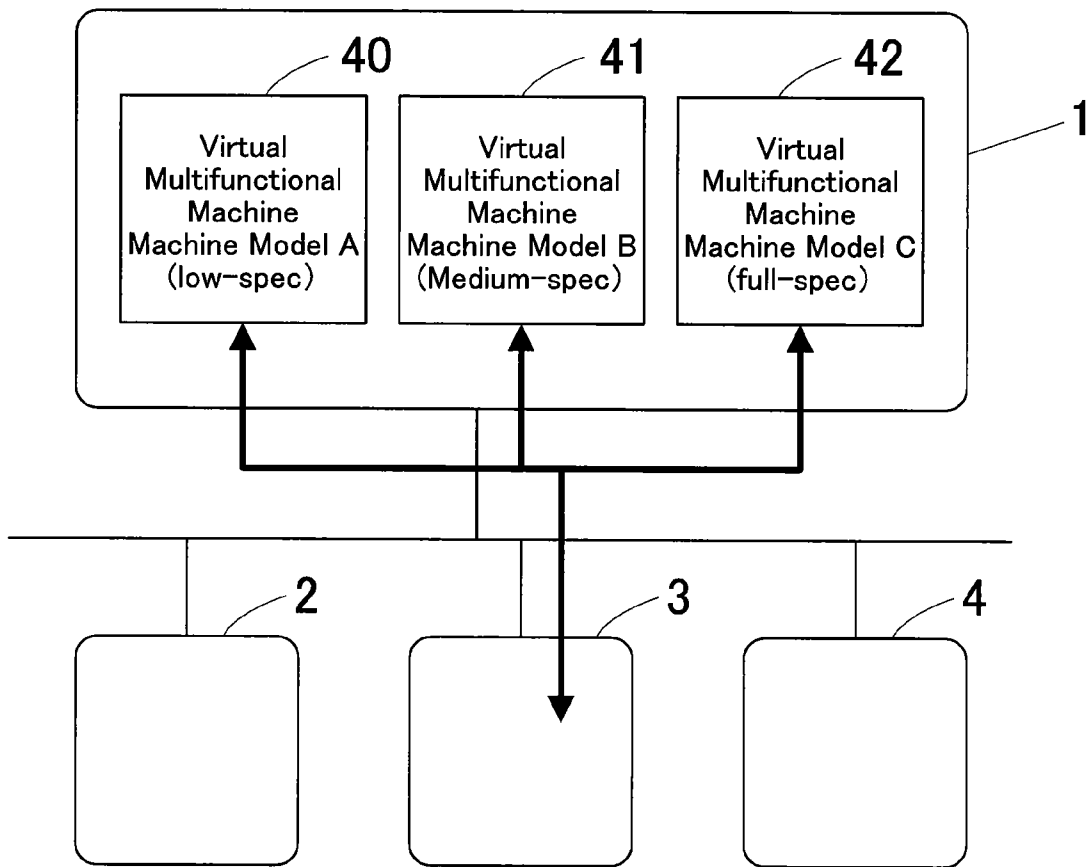 40
41
42
1
Virtual
Multifunctional
Machine
Machine Model A
(low-spec)
Virtual
Multifunctional
Machine
Machine Model B
(Medium-spec)
Virtual
Multifunctional
Machine
Machine Model C
(full-spec)
2
3
4